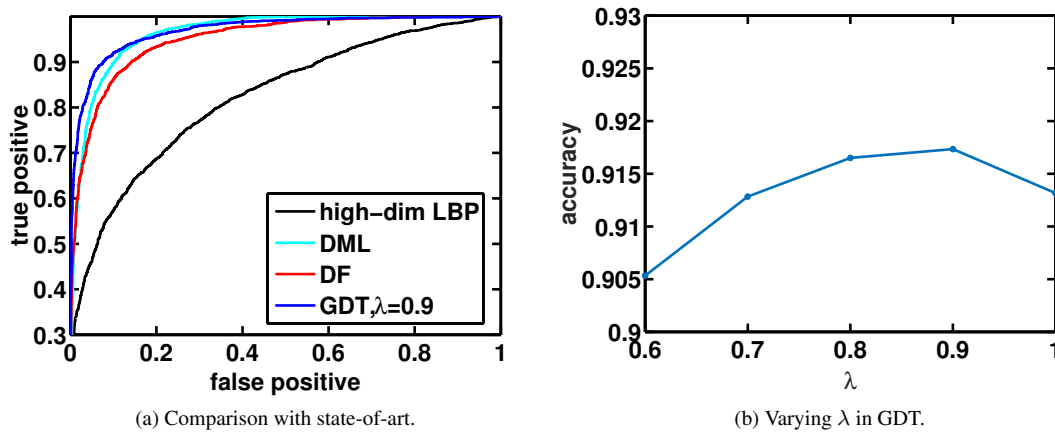 0.9
0.8
0.7
0.6
0.5
0.4
0.3
true positive
0
0.2
0.4
0.6
0.8
1
false positive
high-dim LBP
DML
DF
GDT,λ=0.9
(a) Comparison with state-of-art.
0.93
0.925
0.92
0.915
0.91
0.905
0.9
accuracy
0.6
0.7
0.8
0.9
1
λ
(b) Varying λ in GDT.